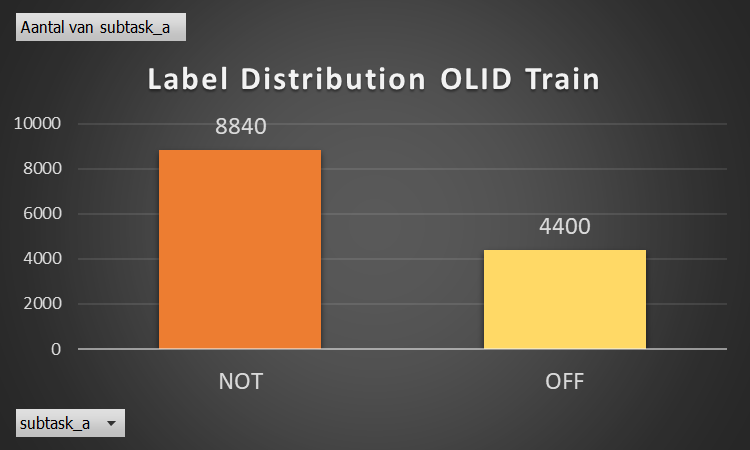 Aantal van subtask_a
Label Distribution OLID Train
10000
8840
8000
6000
4400
4000
2000
0
NOT
OFF
subtask_a